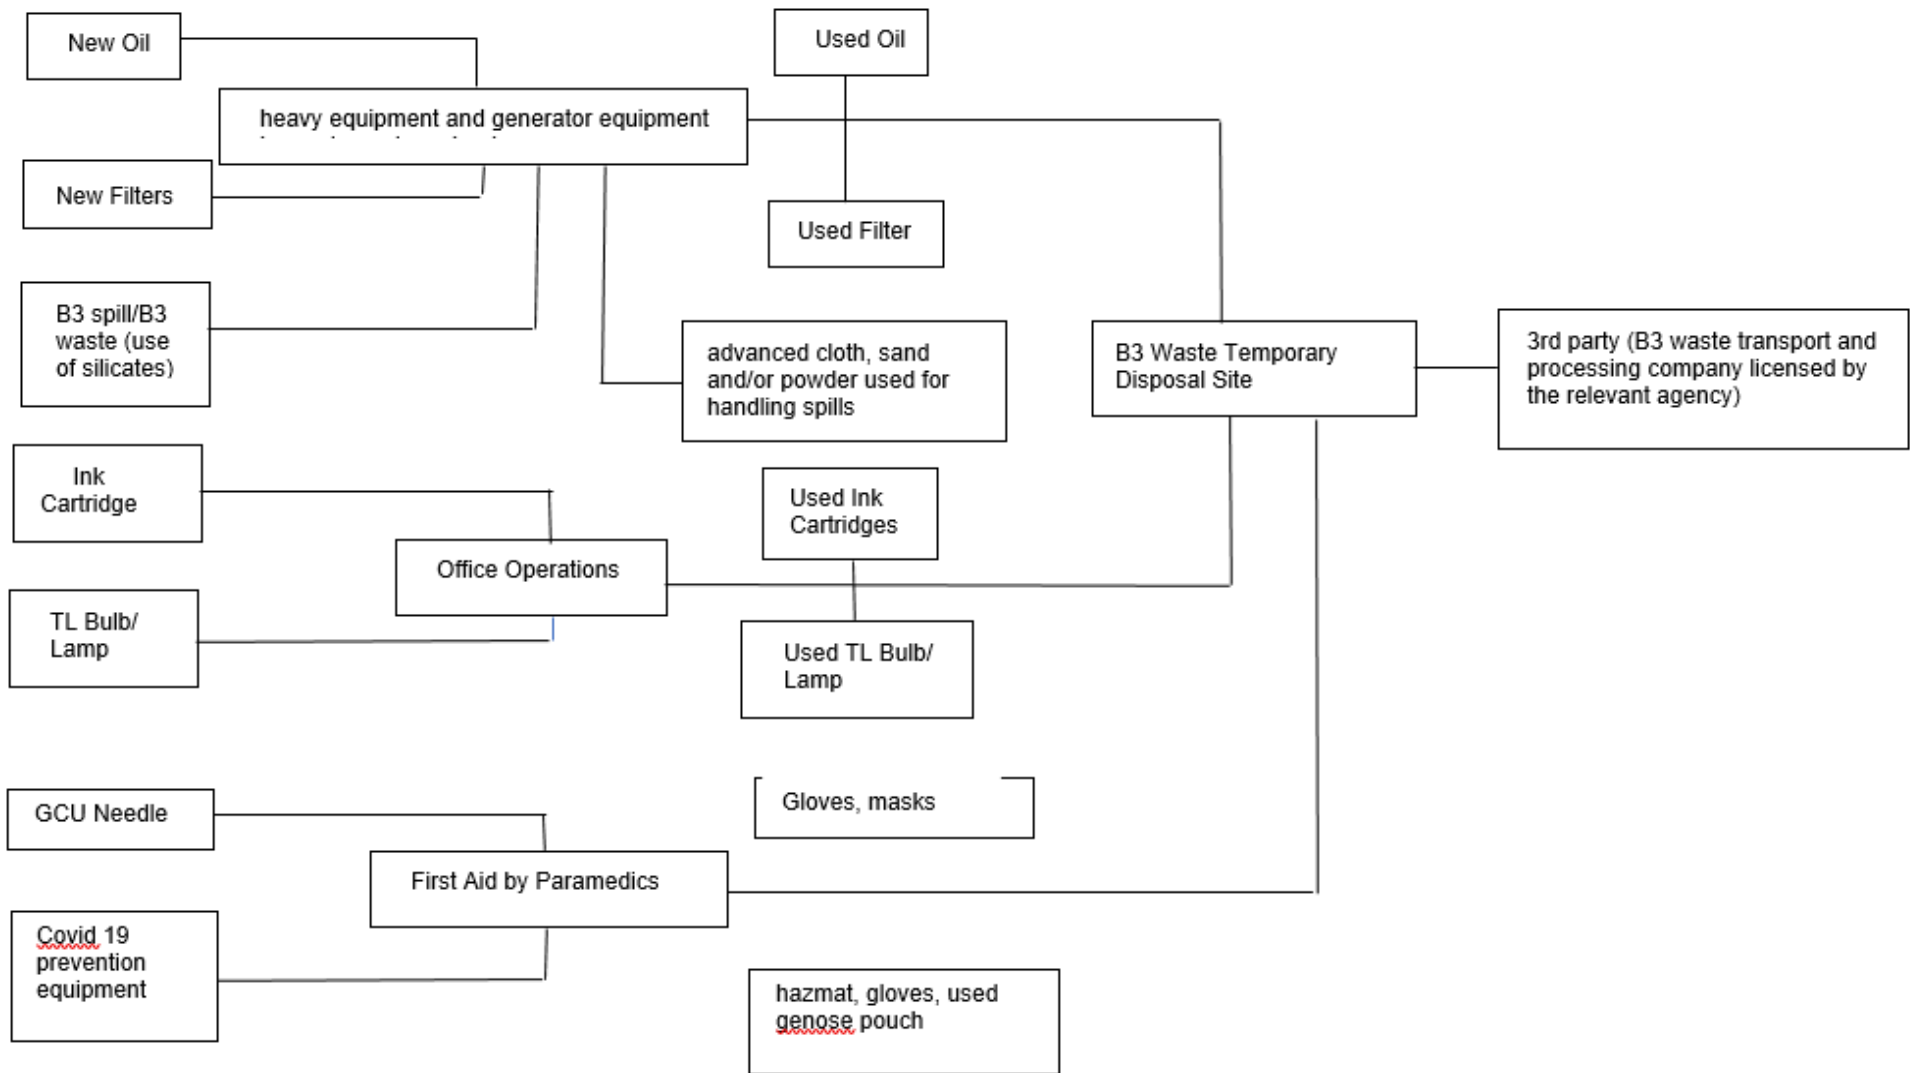 New Oil
Used Oil
heavy equipment and generator equipment
New Filters
Used Filter
B3 spill/B3
waste (use
of silicates)
advanced cloth, sand
and/or powder used for
handling spills
B3 Waste Temporary
Disposal Site
3rd party (B3 waste transport and
processing company licensed by
the relevant agency)
Ink
Cartridge
Used Ink
Cartridges
Office Operations
TL Bulb/
Lamp
Used TL Bulb/
Lamp
GCU Needle
Gloves, masks
First Aid by Paramedics
Covid 19
prevention
equipment
hazmat, gloves, used
genose pouch